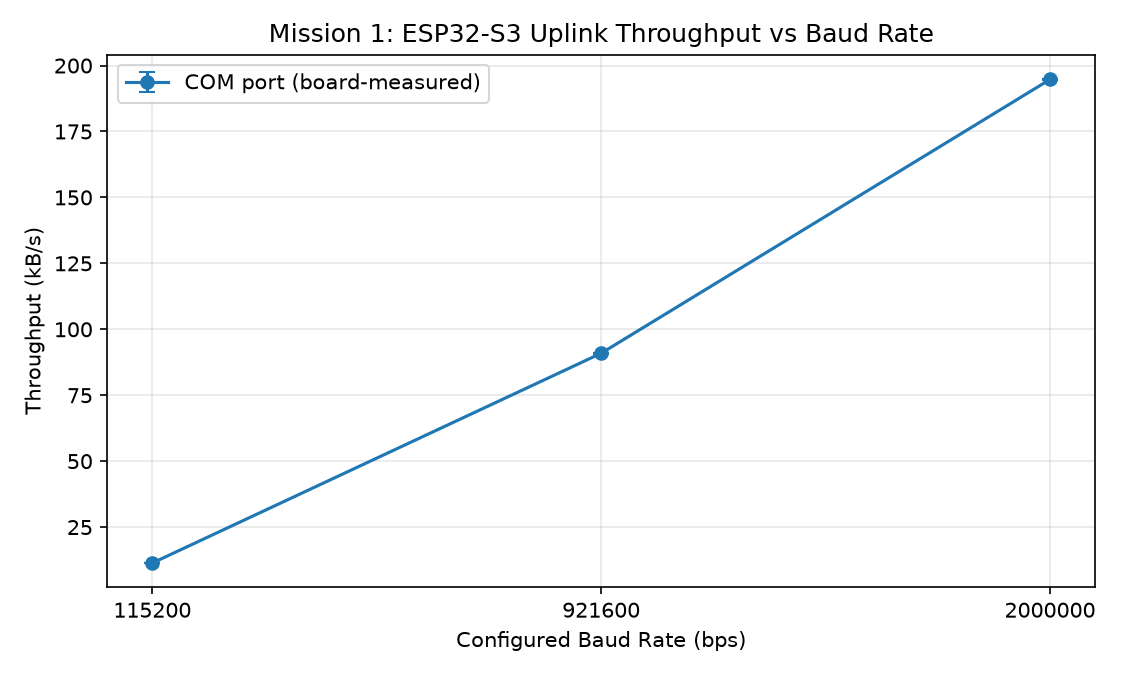 Mission 1: ESP32-S3 Uplink Throughput vs Baud Rate
COM port (board-measured)
Throughput (kB/s)
200
175
150
125
100
75
50
25
115200
921600
2000000
Configured Baud Rate (bps)